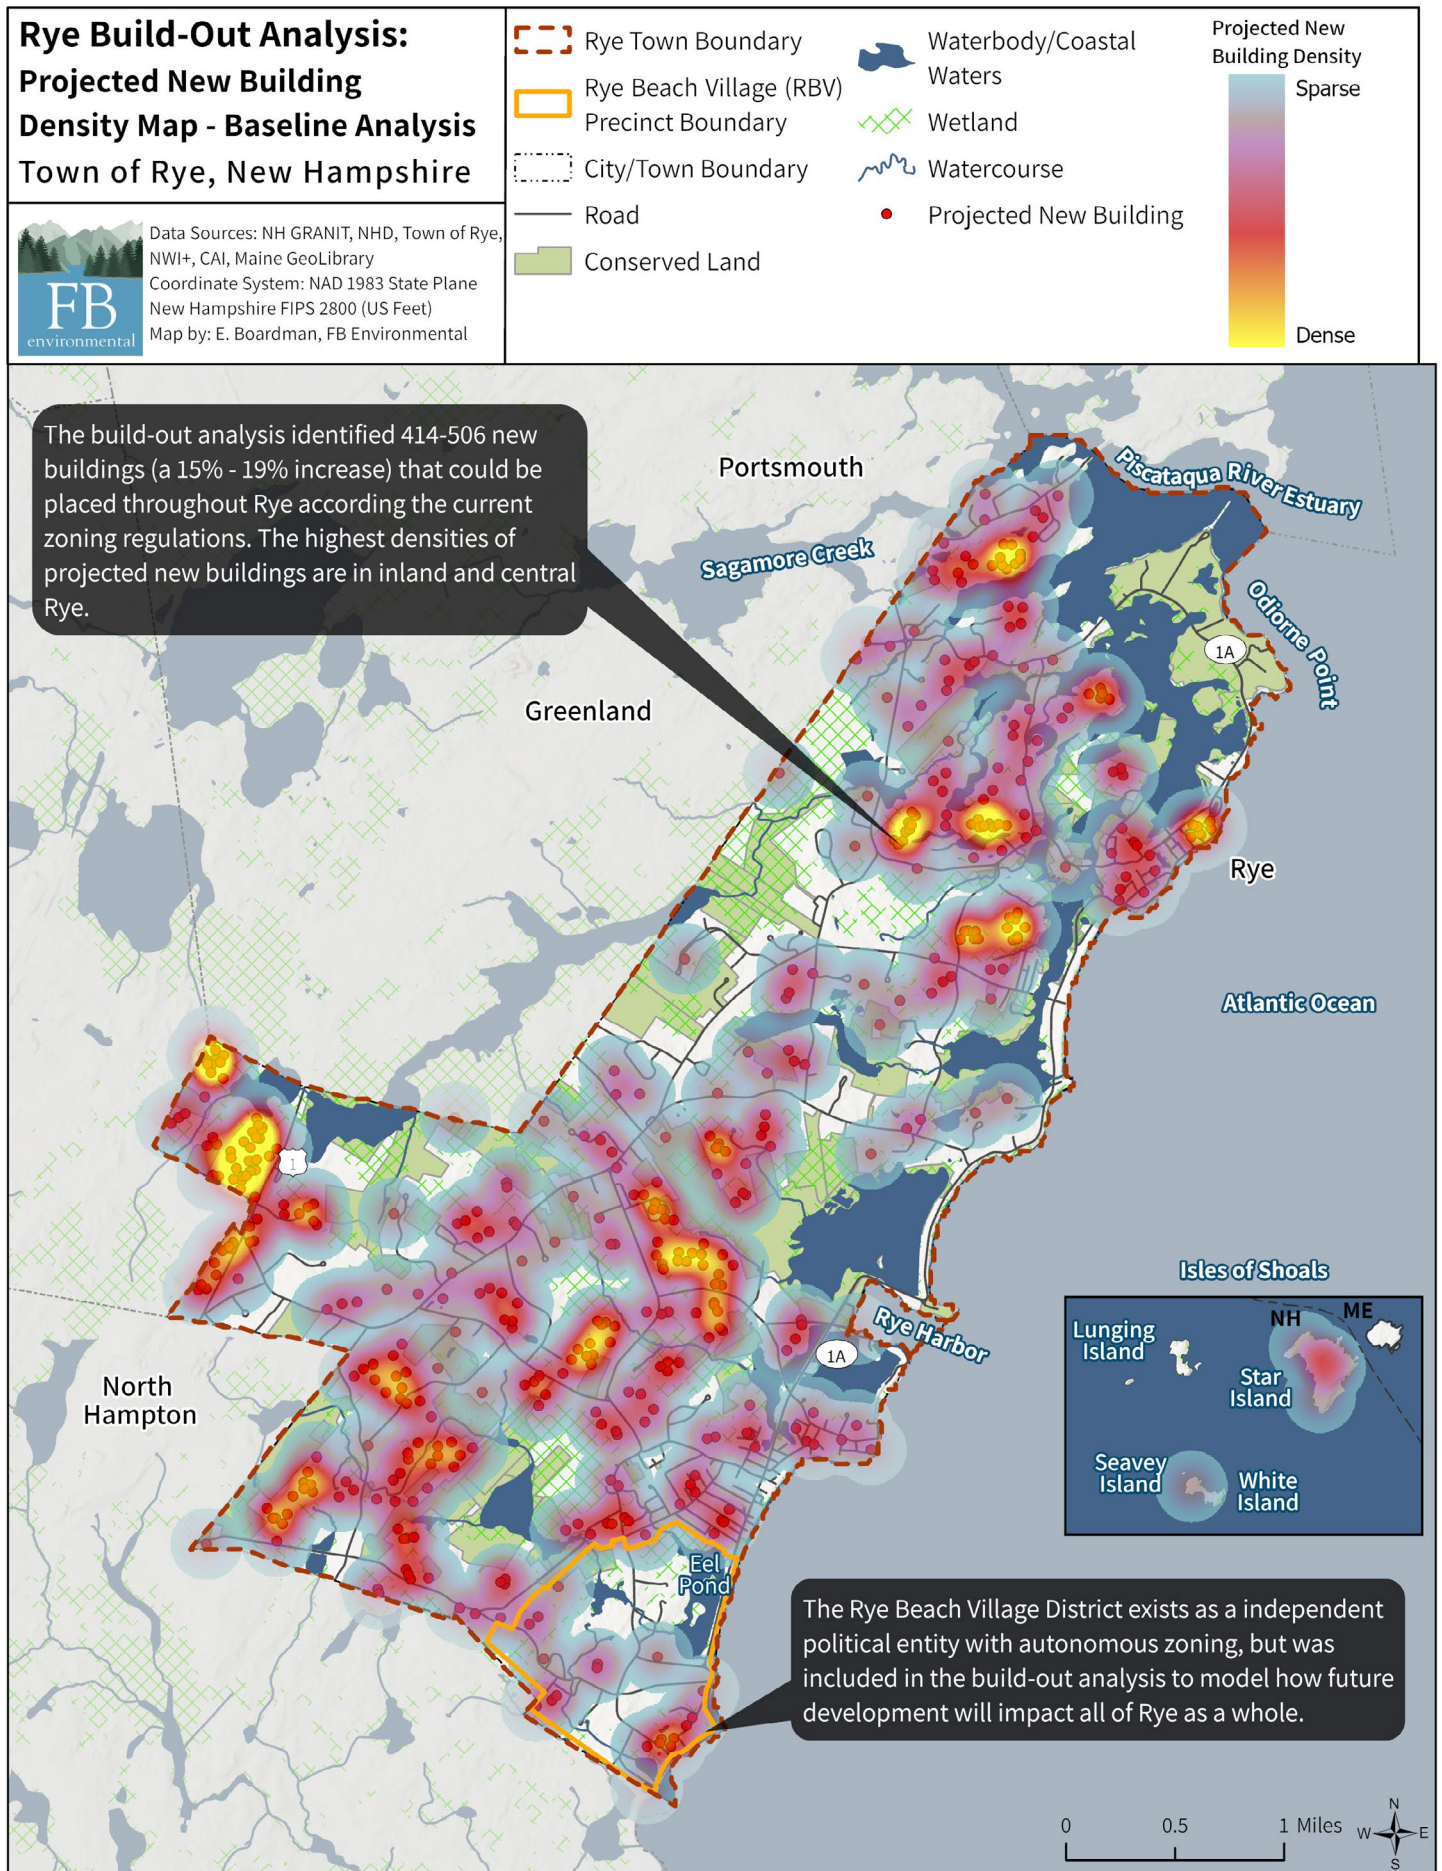 Rye Build-Out Analysis:
Projected New Building
Density Map - Baseline Analysis
Town of Rye, New Hampshire
FB
environmental
Data Sources: NH GRANIT, NHD, Town of Rye,
NWI+, CAI, Maine GeoLibrary
Coordinate System: NAD 1983 State Plane
New Hampshire FIPS 2800 (US Feet)
Map by: E. Boardman, FB Environmental
Rye Town Boundary
Rye Beach Village (RBV)
Precinct Boundary
City/Town Boundary
Road
Conserved Land
Waterbody/Coastal
Waters
Wetland
Watercourse
Projected New Building
Projected New
Building Density
Sparse
Dense
The build-out analysis identified 414-506 new
buildings (a 15% - 19% increase) that could be
placed throughout Rye according the current
zoning regulations. The highest densities of
projected new buildings are in inland and central
Rye.
Portsmouth
Piscataqua River Estuary
Sagamore Creek
Odiorne Point
1A
Greenland
Rye
Atlantic Ocean
1
Isles of Shoals
NH
ME
Lunging
Island
Star
Island
Seavey
Island
White
Island
Rye Harbor
1A
North
Hampton
Eel
Pond
The Rye Beach Village District exists as a independent
political entity with autonomous zoning, but was
included in the build-out analysis to model how future
development will impact all of Rye as a whole.
0 0.5 1 Miles
N
W E
S